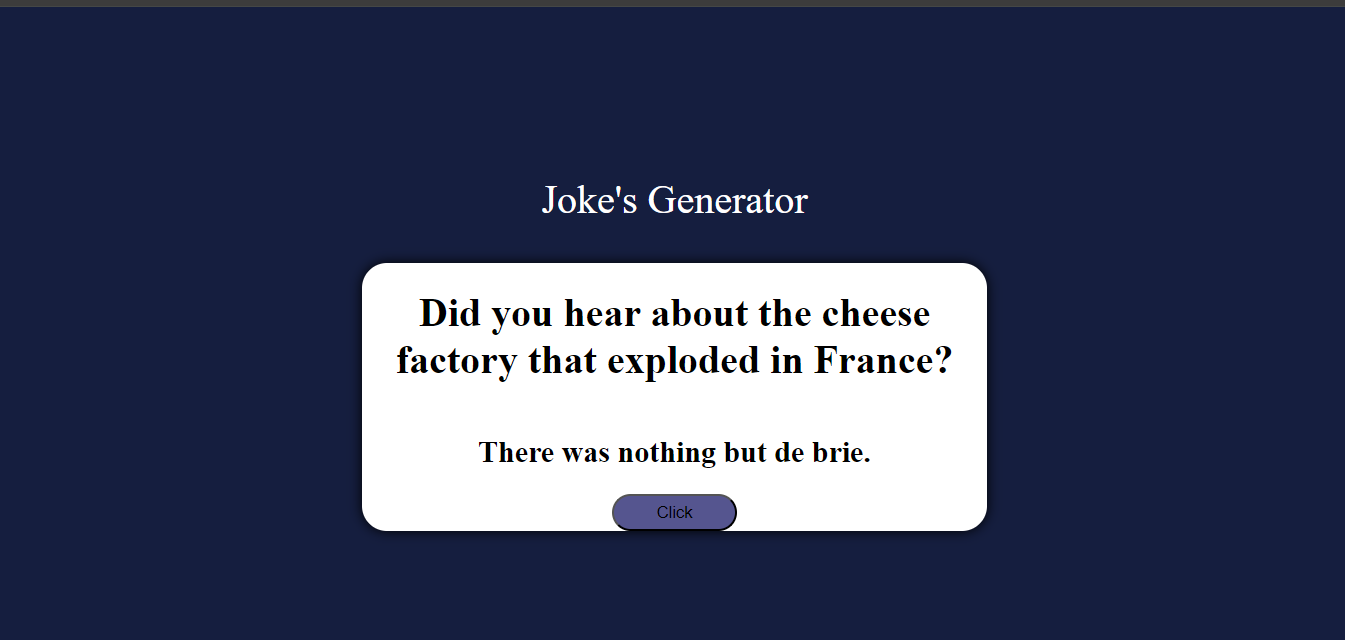 Joke's Generator
Did you hear about the cheese
factory that exploded in France?
There was nothing but de brie.
Click